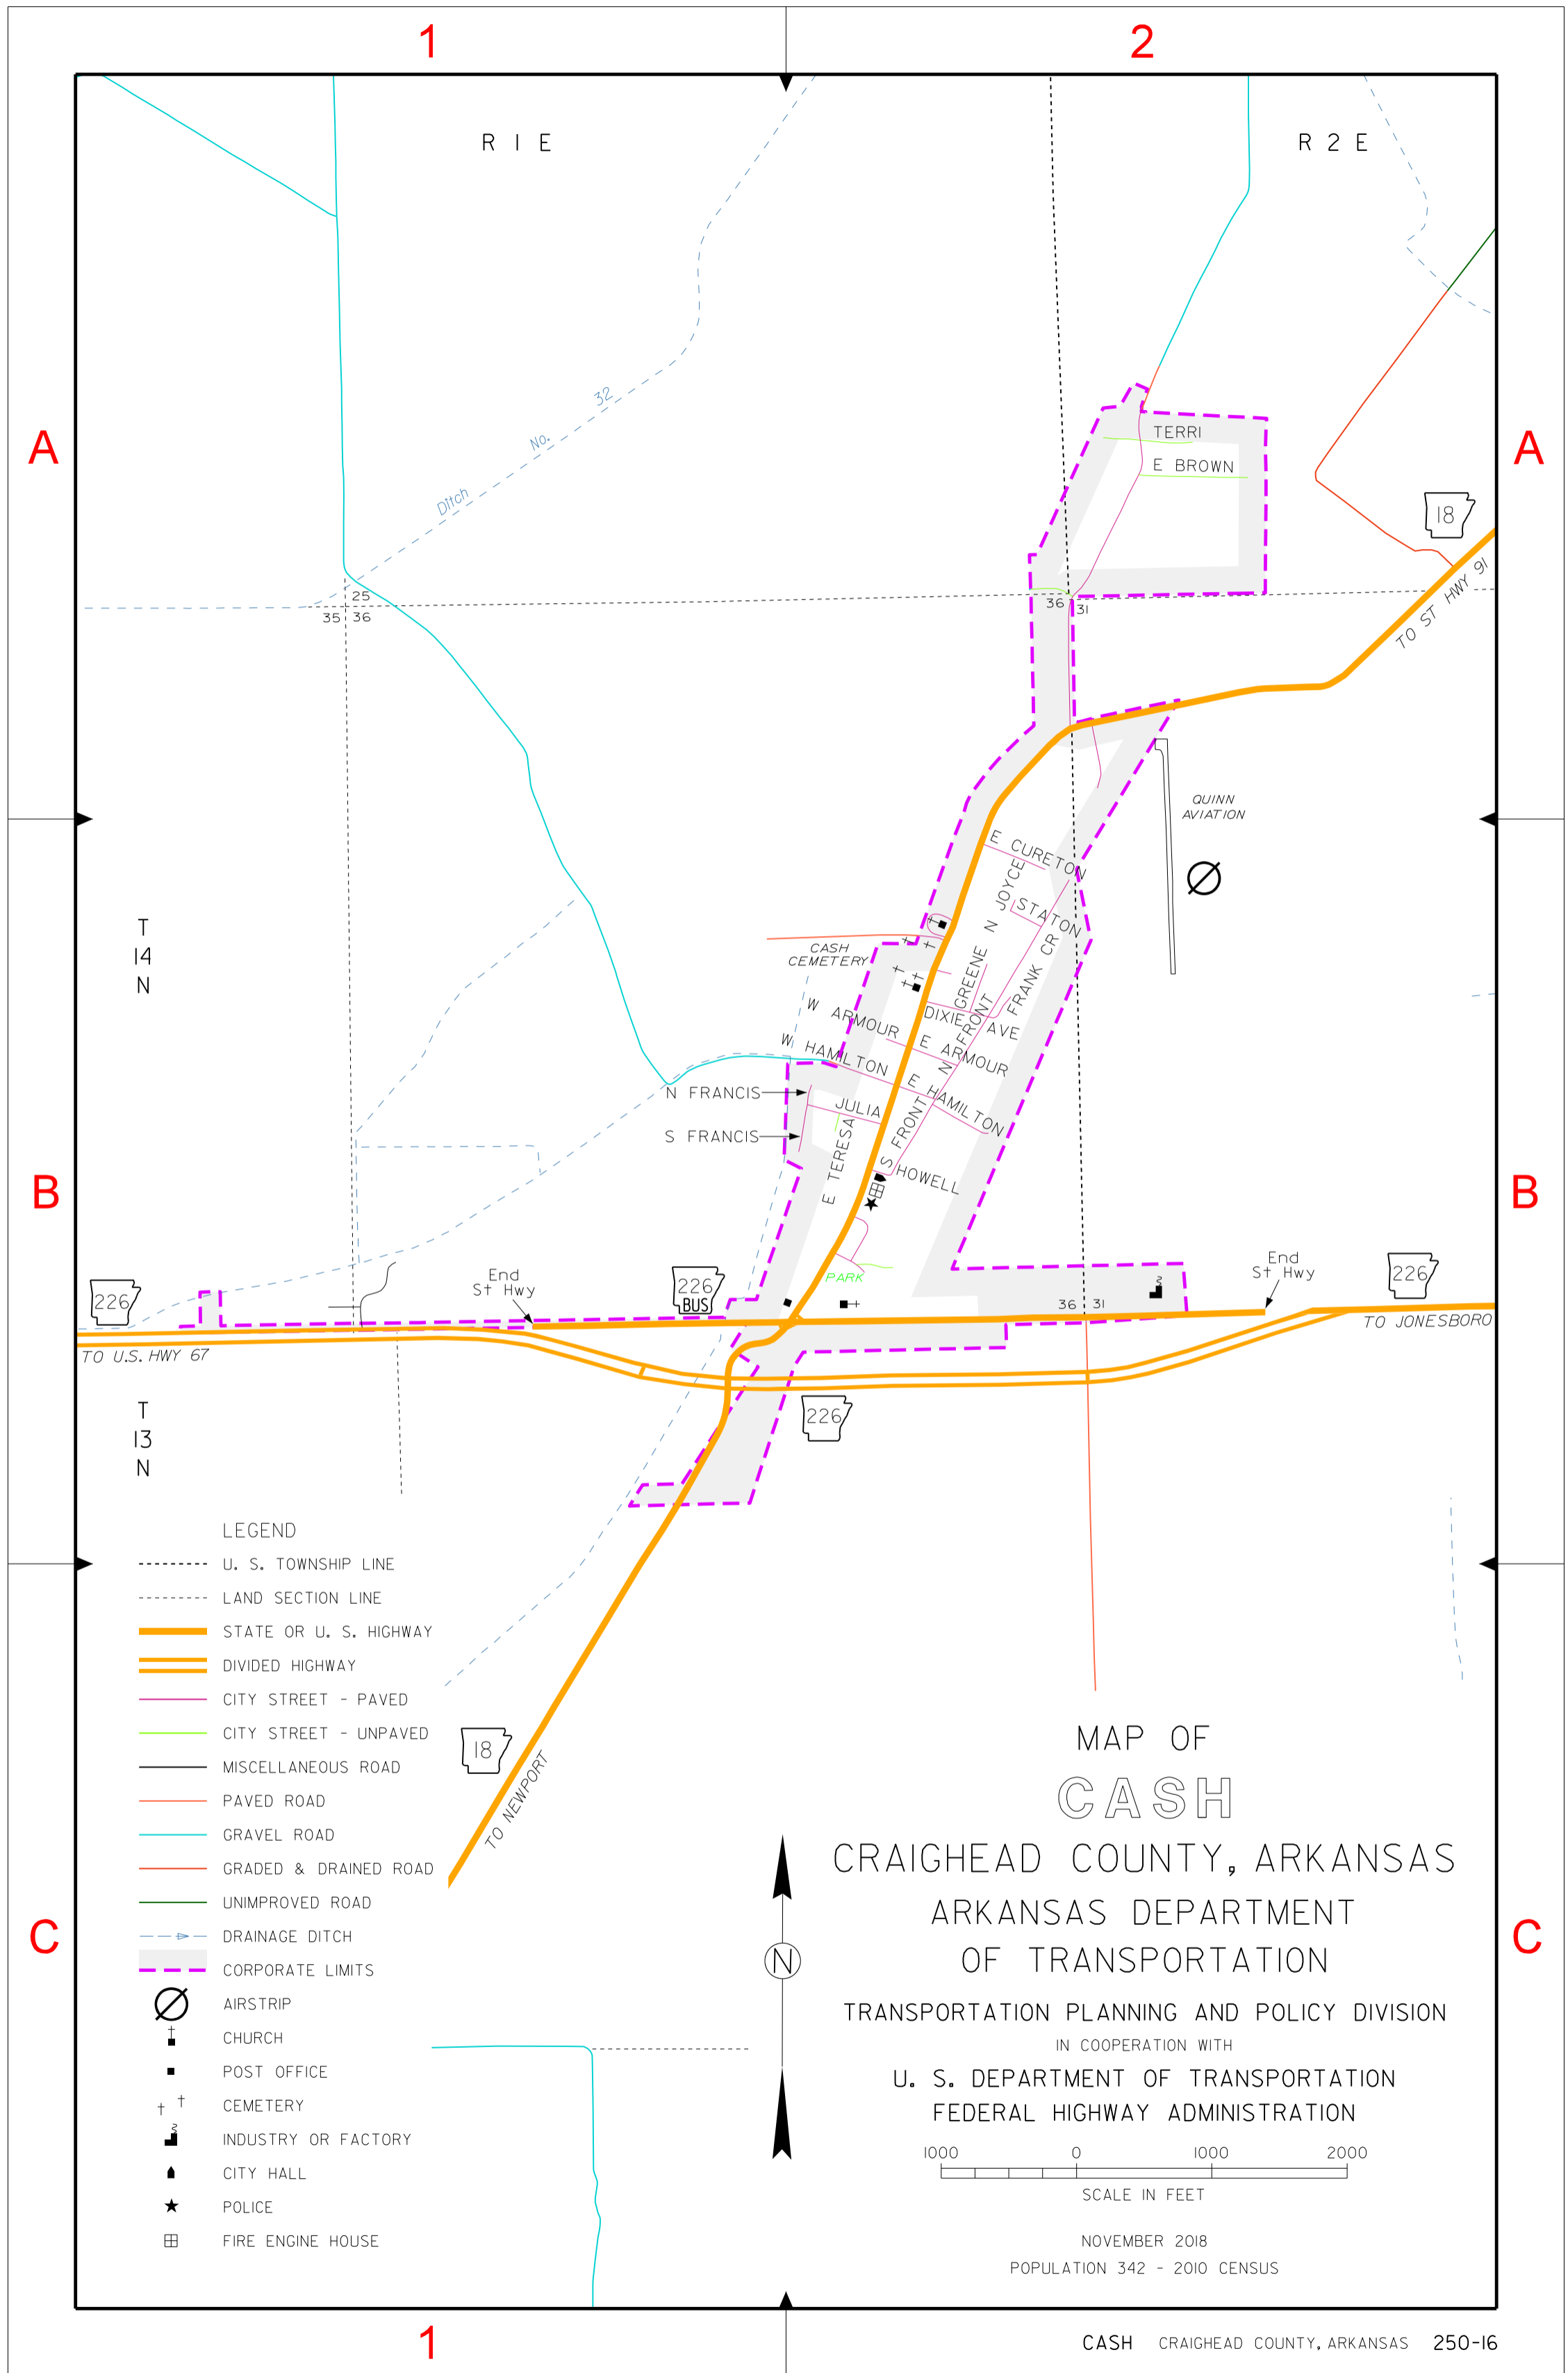 1
2
R 1 E
R 2 E
A
A
TERRI
E BROWN
Ditch No. 32
18
TO ST HWY 91
25
35 36
36
31
QUINN
AVIATION
E CURETON
N JOYCE
STATON
CASH
CEMETERY
GREENE
FRANK CR
DIXIE AVE
N FRONT
W ARMOUR
E ARMOUR
W HAMILTON
E HAMILTON
N FRANCIS
JULIA
S FRANCIS
S FRONT
E TERESA
HOWELL
PARK
T
14
N
B
B
226
End
St Hwy
226
BUS
36 31
End
St Hwy
226
TO U.S. HWY 67
TO JONESBORO
226
T
13
N
18
TO NEWPORT
LEGEND
U. S. TOWNSHIP LINE
LAND SECTION LINE
STATE OR U. S. HIGHWAY
DIVIDED HIGHWAY
CITY STREET - PAVED
CITY STREET - UNPAVED
MISCELLANEOUS ROAD
PAVED ROAD
GRAVEL ROAD
GRADED & DRAINED ROAD
UNIMPROVED ROAD
DRAINAGE DITCH
CORPORATE LIMITS
AIRSTRIP
CHURCH
POST OFFICE
CEMETERY
INDUSTRY OR FACTORY
CITY HALL
POLICE
FIRE ENGINE HOUSE
C
C
N
MAP OF
CASH
CRAIGHEAD COUNTY, ARKANSAS
ARKANSAS DEPARTMENT
OF TRANSPORTATION
TRANSPORTATION PLANNING AND POLICY DIVISION
IN COOPERATION WITH
U. S. DEPARTMENT OF TRANSPORTATION
FEDERAL HIGHWAY ADMINISTRATION
1000 0 1000 2000
SCALE IN FEET
NOVEMBER 2018
POPULATION 342 - 2010 CENSUS
1
CASH CRAIGHEAD COUNTY, ARKANSAS 250-16